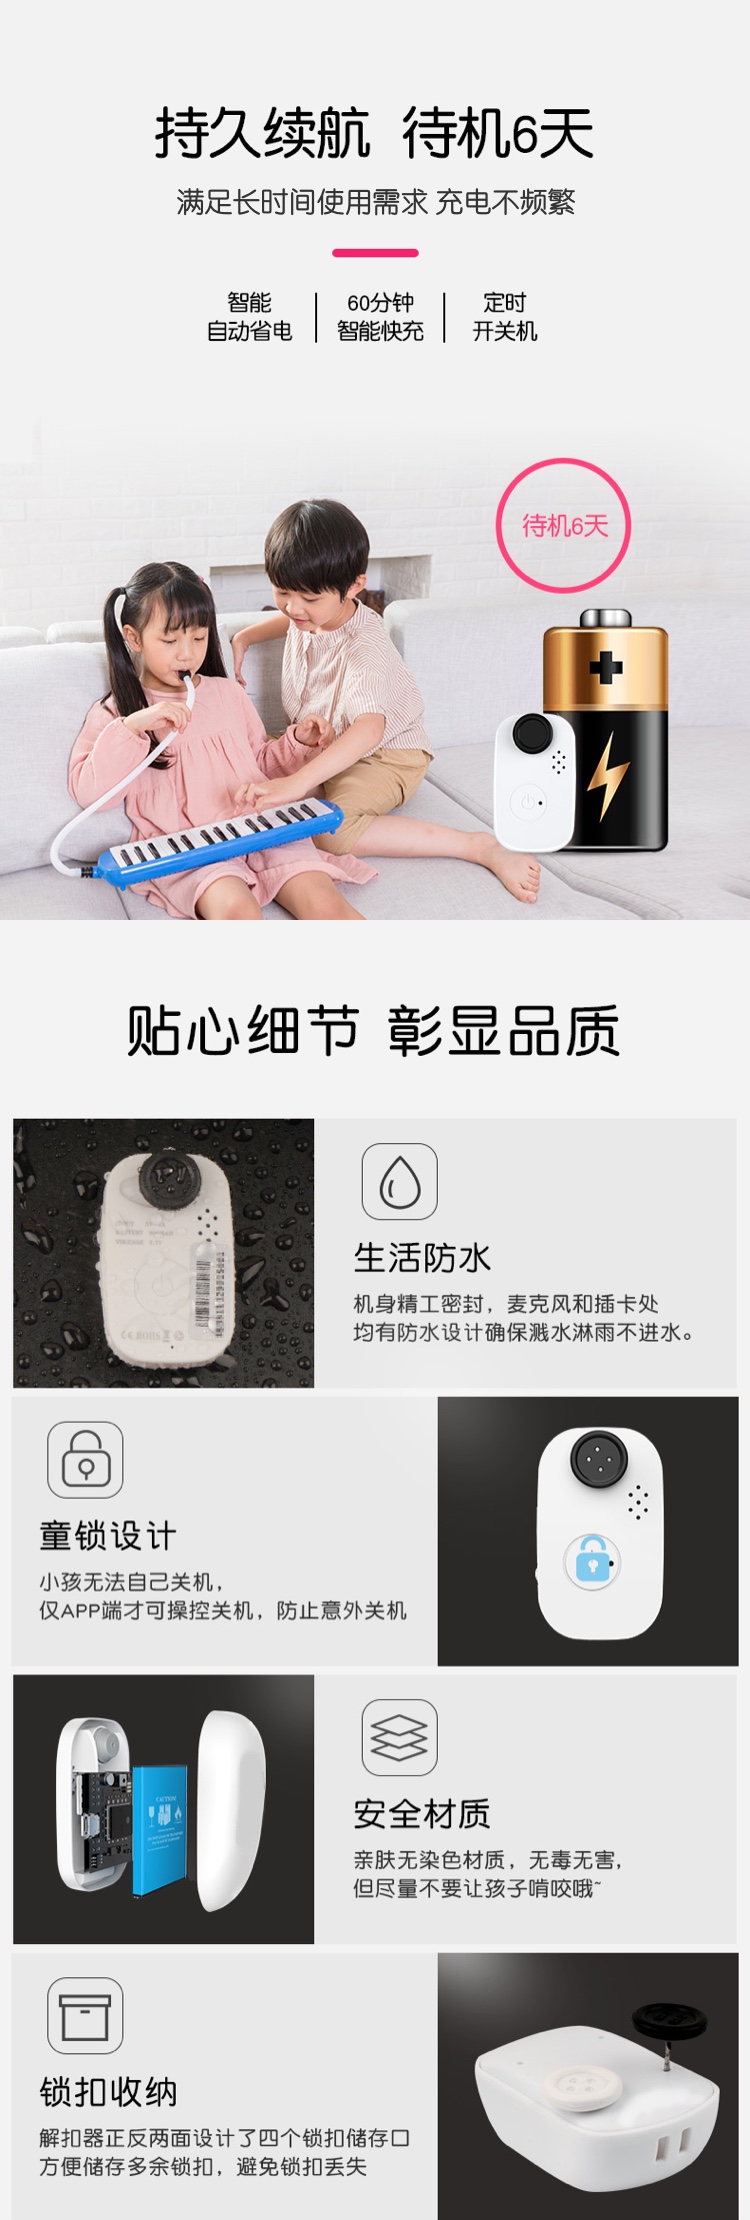 持久续航 待机6天
满足长时间使用需求 充电不频繁
智能
自动省电
60分钟
智能快充
定时
开关机
待机6天
贴心细节 彰显品质
生活防水
机身精工密封，麦克风和插卡处
均有防水设计确保溅水淋雨不进水。
童锁设计
小孩无法自己关机，
仅APP端才可操控关机，防止意外关机
CAUTION!
安全材质
亲肤无染色材质，无毒无害，
但尽量不要让孩子啃咬哦~
锁扣收纳
解扣器正反两面设计了四个锁扣储存口
方便储存多余锁扣，避免锁扣丢失